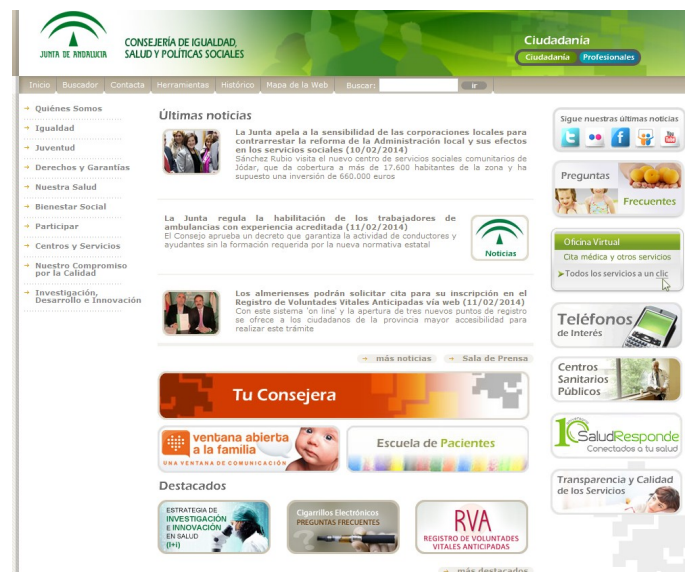 JUNTA DE ANDALUCIA
CONSEJERÍA DE IGUALDAD,
SALUD Y POLÍTICAS SOCIALES
Ciudadanía
Ciudadanía Profesionales
Inicio Buscador Contacta Herramientas Histórico Mapa de la Web Buscar: ir
Quiénes Somos
Igualdad
Juventud
Derechos y Garantías
Nuestra Salud
Bienestar Social
Participar
Centros y Servicios
Nuestro Compromiso
por la Calidad
Investigación,
Desarrollo e Innovación
Últimas noticias
La Junta apela a la sensibilidad de las corporaciones locales para
contrarrestar la reforma de la Administración local y sus efectos
en los servicios sociales (10/02/2014)
Sánchez Rubio visita el nuevo centro de servicios sociales comunitarios de
Jódar, que da cobertura a más de 17.600 habitantes de la zona y ha
supuesto una inversión de 660.000 euros
La Junta regula la habilitación de los trabajadores de
ambulancias con experiencia acreditada (11/02/2014)
El Consejo aprueba un decreto que garantiza la actividad de conductores y
ayudantes sin la formación requerida por la nueva normativa estatal
Noticias
Los almerienses podrán solicitar cita para su inscripción en el
Registro de Voluntades Vitales Anticipadas vía web (11/02/2014)
Con este sistema 'on line' y la apertura de tres nuevos puntos de registro
se ofrece a los ciudadanos de la provincia mayor accesibilidad para
realizar este trámite
más noticias Sala de Prensa
Tu Consejera
ventana abierta
a la familia
UNA VENTANA DE COMUNICACIÓN
Escuela de Pacientes
Destacados
ESTRATEGIA DE
INVESTIGACIÓN
E INNOVACIÓN
EN SALUD
(I+i)
Cigarrillos Electrónicos
PREGUNTAS FRECUENTES
RVA
REGISTRO DE VOLUNTADES
VITALES ANTICIPADAS
más destacados
Sigue nuestras últimas noticias
Preguntas
Frecuentes
Oficina Virtual
Cita médica y otros servicios
Todos los servicios a un clic
Teléfonos
de Interés
Centros
Sanitarios
Públicos
SaludResponde
Conectados a tu salud
Transparencia y Calidad
de los Servicios